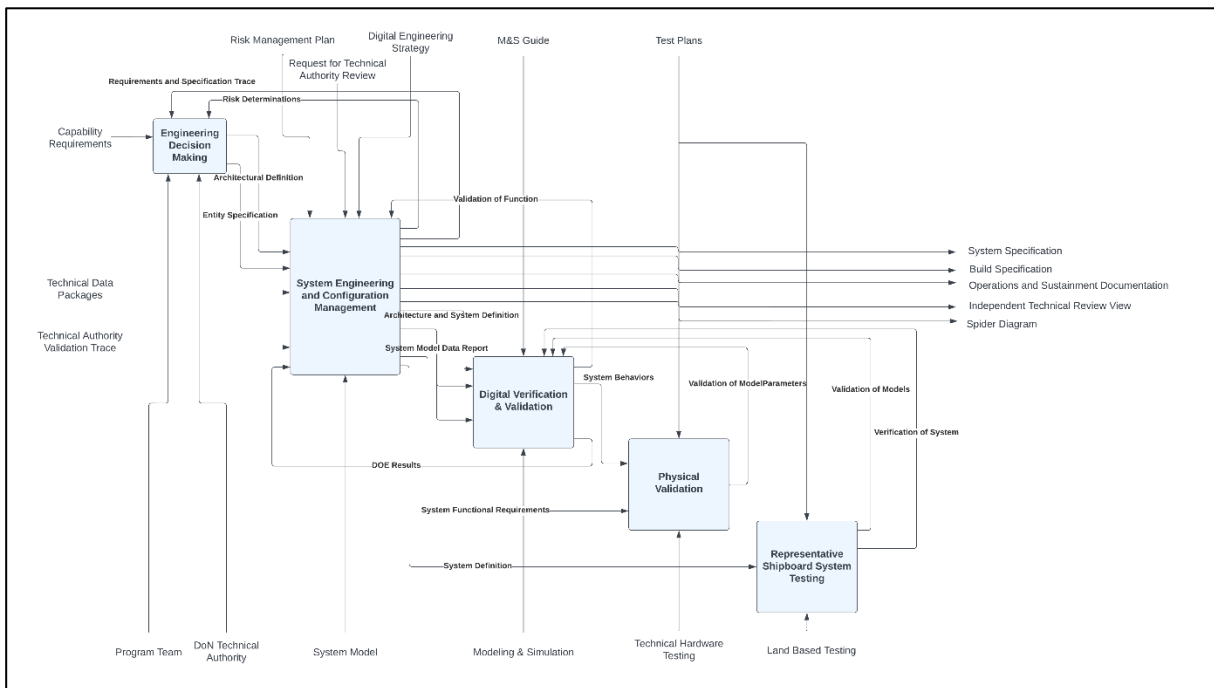 Risk Management Plan
Digital Engineering
Strategy
M&S Guide
Test Plans
Request for Technical
Authority Review
Requirements and Specification Trace
Risk Determinations
Capability
Requirements
Engineering
Decision
Making
Architectural Definition
Entity Specification
Validation of Function
System Specification
Build Specification
Operations and Sustainment Documentation
Independent Technical Review View
Spider Diagram
Technical Data
Packages
System Engineering
and Configuration
Management
Architecture and System Definition
Technical Authority
Validation Trace
System Model Data Report
System Behaviors
Digital Verification
& Validation
Validation of ModelParameters
Validation of Models
Verification of System
DOE Results
Physical
Validation
System Functional Requirements
Representative
Shipboard System
Testing
System Definition
Program Team
DoN Technical
Authority
System Model
Modeling & Simulation
Technical Hardware
Testing
Land Based Testing